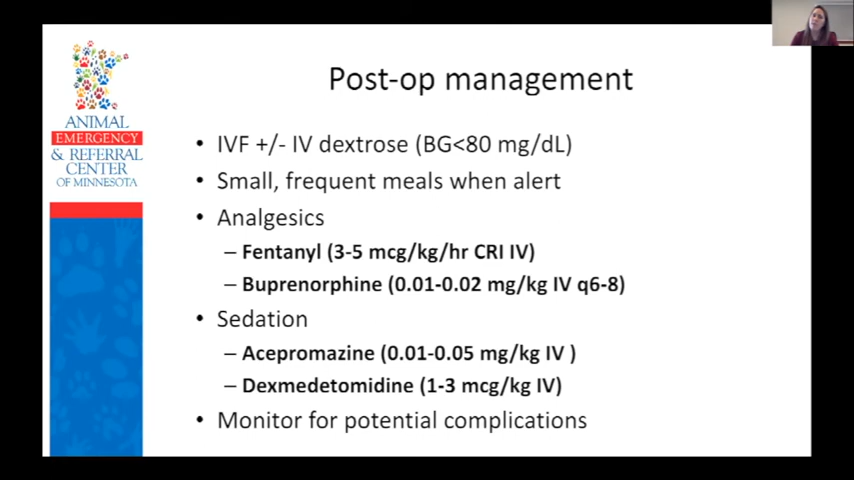 ANIMAL
EMERGENCY
& REFERRAL
CENTER
OF MINNESOTA
Post-op management
• IVF +/- IV dextrose (BG<80 mg/dL)
• Small, frequent meals when alert
• Analgesics
– Fentanyl (3-5 mcg/kg/hr CRI IV)
– Buprenorphine (0.01-0.02 mg/kg IV q6-8)
• Sedation
– Acepromazine (0.01-0.05 mg/kg IV )
– Dexmedetomidine (1-3 mcg/kg IV)
• Monitor for potential complications